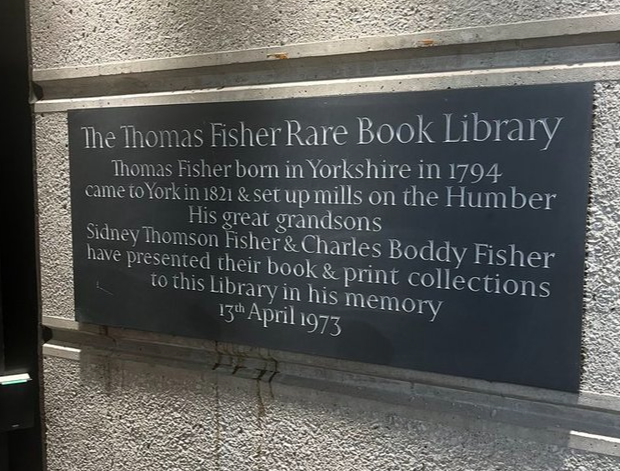 The Thomas Fisher Rare Book Library
Thomas Fisher born in Yorkshire in 1794
came to York in 1821 & set up mills on the Humber
His great grandsons
Sidney Thomson Fisher & Charles Boddy Fisher
have presented their book & print collections
to this Library in his memory
13th April 1973